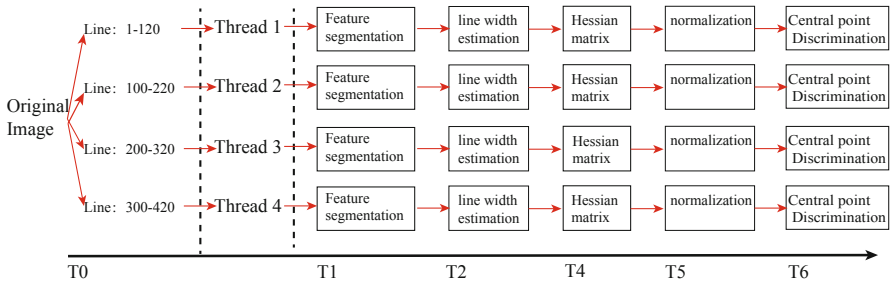 Original
Image
Line: 1-120
Thread 1
Feature
segmentation
line width
estimation
Hessian
matrix
normalization
Central point
Discrimination
Line: 100-220
Thread 2
Feature
segmentation
line width
estimation
Hessian
matrix
normalization
Central point
Discrimination
Line: 200-320
Thread 3
Feature
segmentation
line width
estimation
Hessian
matrix
normalization
Central point
Discrimination
Line: 300-420
Thread 4
Feature
segmentation
line width
estimation
Hessian
matrix
normalization
Central point
Discrimination
T0
T1
T2
T4
T5
T6